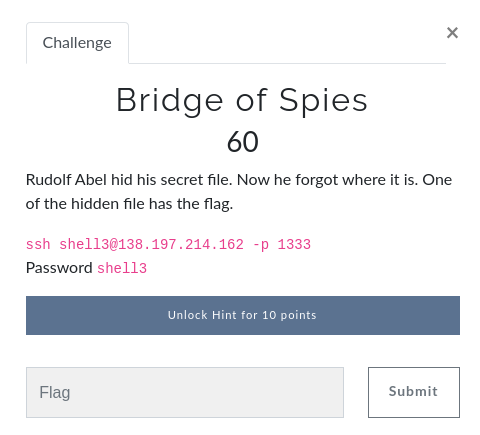 Challenge
×
Bridge of Spies
60
Rudolf Abel hid his secret file. Now he forgot where it is. One
of the hidden file has the flag.
ssh shell3@138.197.214.162 -p 1333
Password shell3
Unlock Hint for 10 points
Flag
Submit